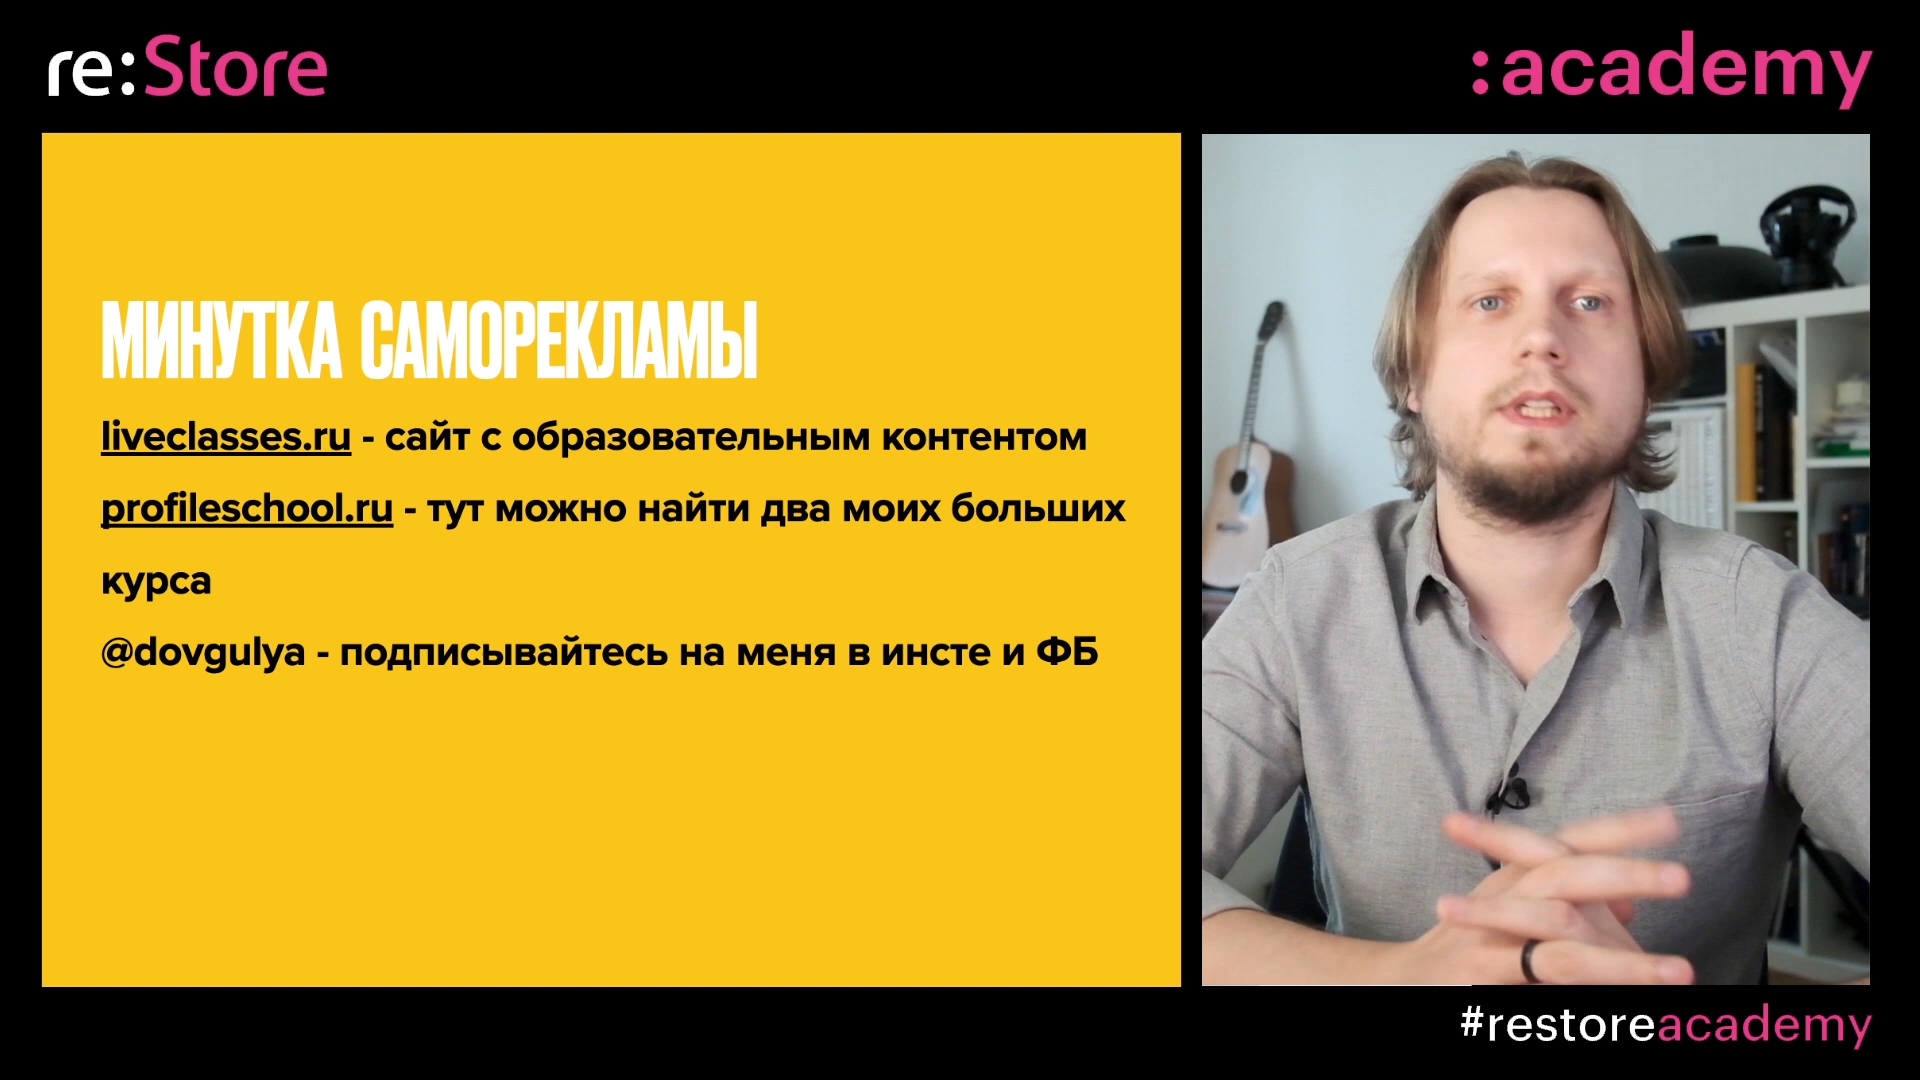 re:Store
:academy
МИНУТКА САМОРЕКЛАМЫ
liveclasses.ru - сайт с образовательным контентом
profileschool.ru - тут можно найти два моих больших
курса
@dovgulya - подписывайтесь на меня в инсте и ФБ
#restoreacademy